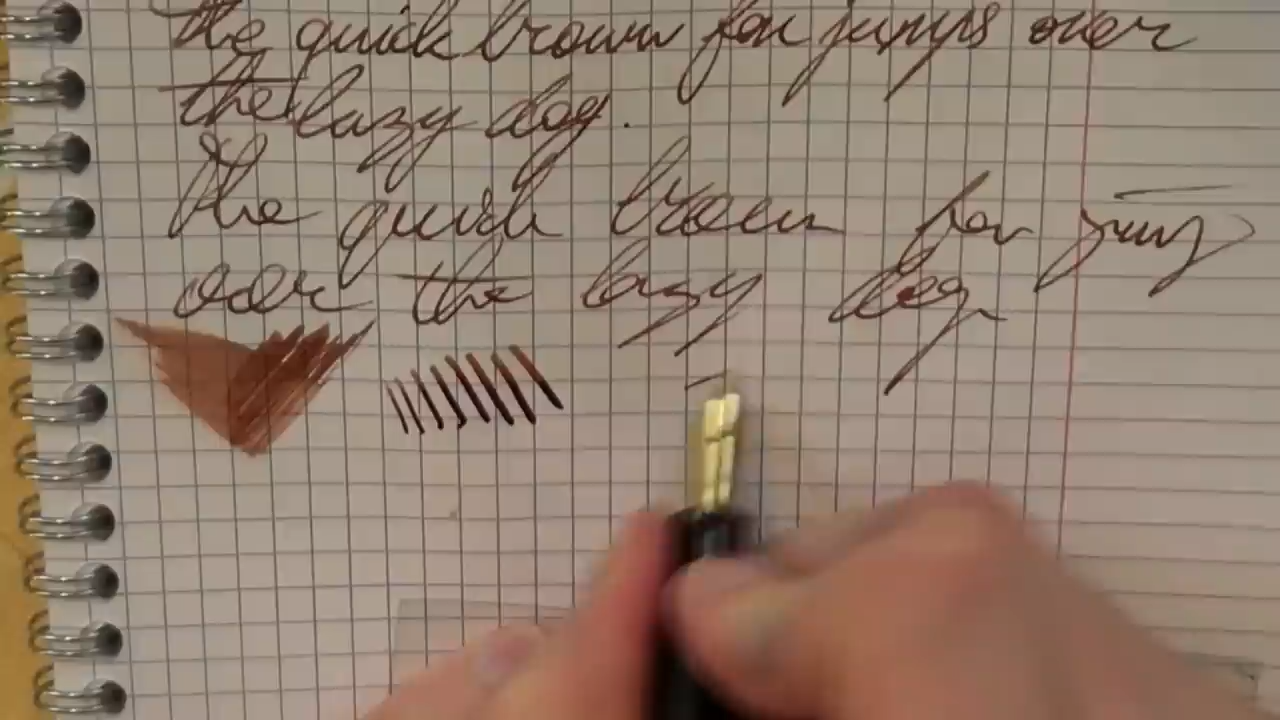 the quick brown fox jumps over
the lazy dog.
the quick brown fox jumps
over the lazy dog